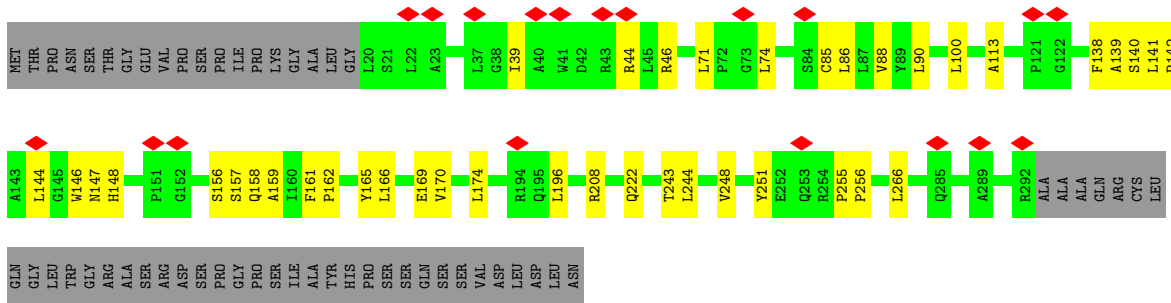 MET THR PRO ASN SER THR THR GLY GLU VAL PRO SER PRO ILE PRO LYS GLY ALA LEU GLY L20 S21 L22 A23 L37 G38 I39 A40 W41 D42 R43 R44 L45 R46 L71 P72 G73 L74 S84 C85 L86 L87 V88 Y89 L90 L100 A113 P121 G122 F138 A139 S140 L141
A143 L144 G145 W146 N147 H148 P151 G152 S156 S157 Q158 A159 I160 F161 P162 Y165 L166 E169 V170 L174 R194 Q195 L196 R208 Q222 T243 L244 V248 Y251 E252 Q253 R254 P255 P256 L266 Q285 A289 R292 ALA ALA ALA GLN ARG CYS LEU
GLN GLY LEU TRP GLY ARG ALA SER ARG ASP SER PRO GLY PRO SER ILE ALA TYR HIS PRO SER SER GLN SER SER VAL ASP LEU ASP LEU ASN